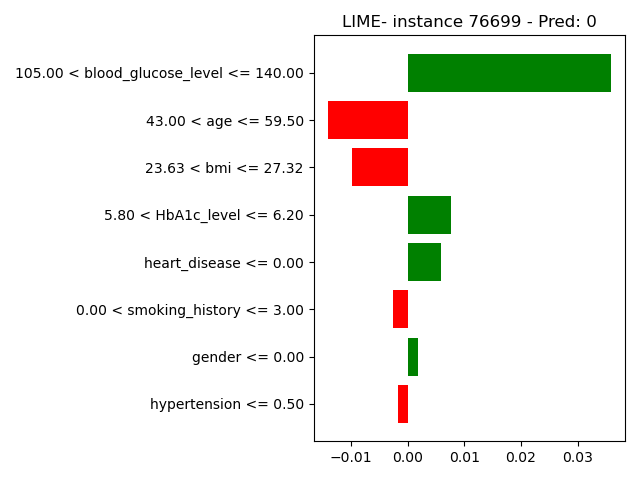 LIME- instance 76699 - Pred: 0
105.00 < blood_glucose_level <= 140.00
43.00 < age <= 59.50
23.63 < bmi <= 27.32
5.80 < HbA1c_level <= 6.20
heart_disease <= 0.00
0.00 < smoking_history <= 3.00
gender <= 0.00
hypertension <= 0.50
−0.01 0.00 0.01 0.02 0.03